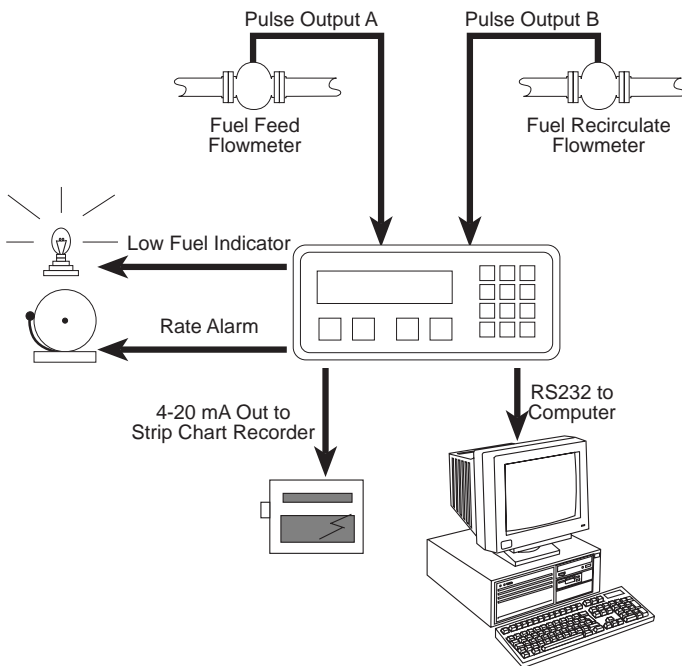 Pulse Output A
Pulse Output B
Fuel Feed
Flowmeter
Fuel Recirculate
Flowmeter
Low Fuel Indicator
Rate Alarm
4-20 mA Out to
Strip Chart Recorder
RS232 to
Computer